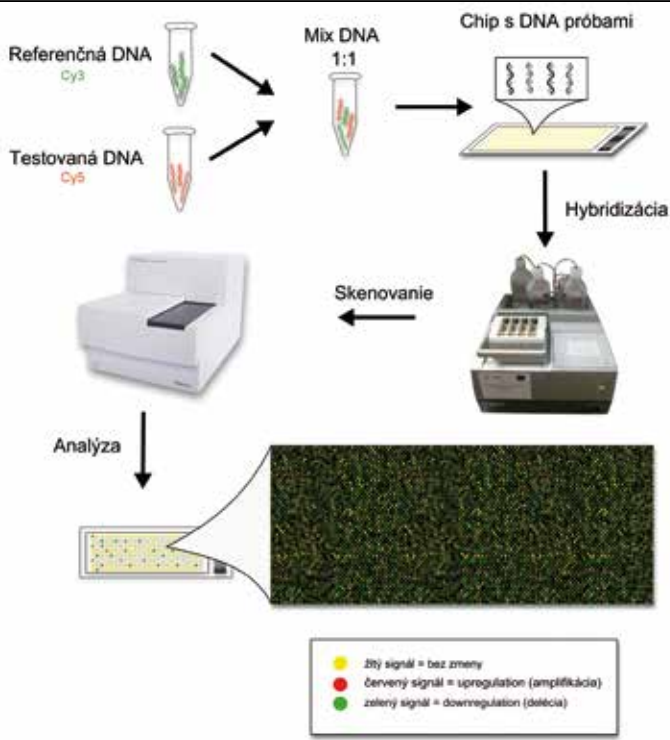 Referenčná DNA
Cy3
Mix DNA
1:1
Chip s DNA próbami
Testovaná DNA
Cy5
Hybridizácia
Skenovanie
Analýza
žltý signál = bez zmeny
červený signál = upregulation (amplifikácia)
zelený signál = downregulation (delécia)